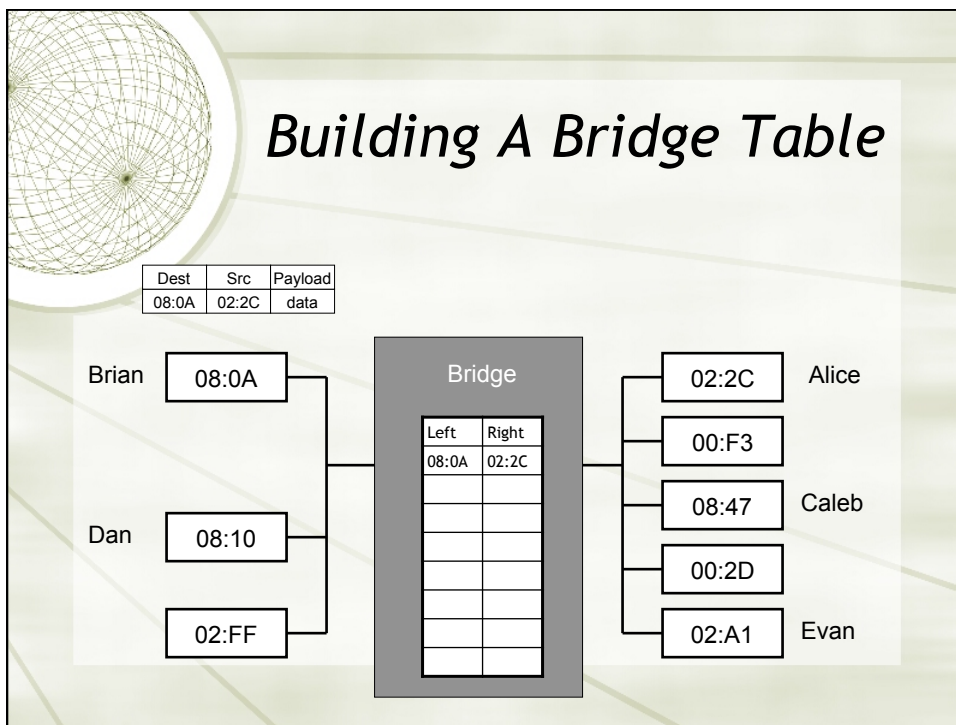 Building A Bridge Table
Dest Src Payload
08:0A 02:2C data
Brian 08:0A
Dan 08:10
02:FF
Bridge
Left Right
08:0A 02:2C
02:2C Alice
00:F3
08:47 Caleb
00:2D
02:A1 Evan